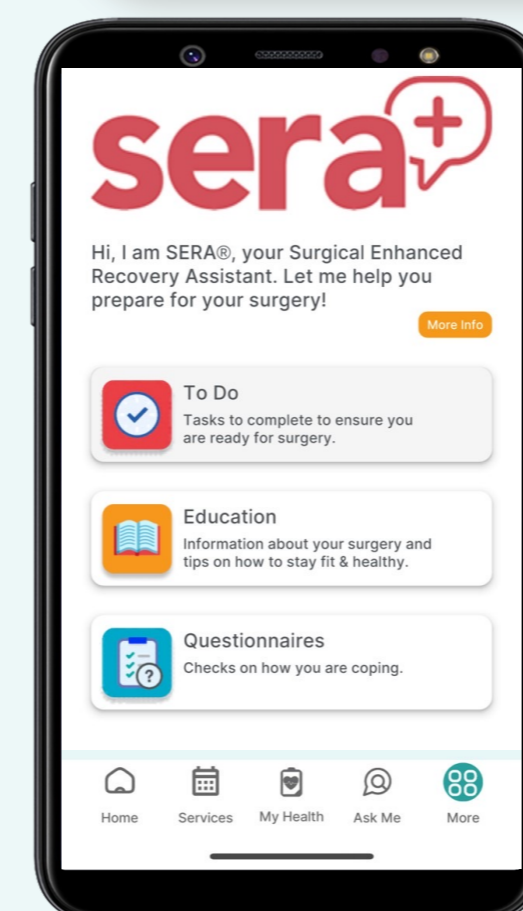 sera+
Hi, I am SERA®, your Surgical Enhanced
Recovery Assistant. Let me help you
prepare for your surgery!
More Info
To Do
Tasks to complete to ensure you
are ready for surgery.
Education
Information about your surgery and
tips on how to stay fit & healthy.
Questionnaires
Checks on how you are coping.
Home Services My Health Ask Me More